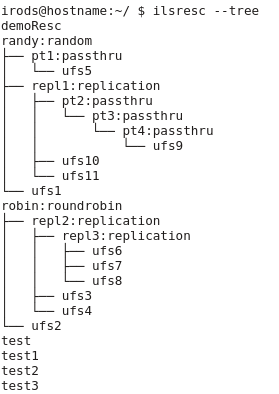 irods@hostname:~/ $ ilsresc --tree
demoResc
randy:random
├── pt1:passthru
│   └── ufs5
├── repl1:replication
│   ├── pt2:passthru
│   │   └── pt3:passthru
│   │       └── pt4:passthru
│   │           └── ufs9
│   ├── ufs10
│   └── ufs11
└── ufs1
robin:roundrobin
├── repl2:replication
│   ├── repl3:replication
│   │   ├── ufs6
│   │   ├── ufs7
│   │   └── ufs8
│   ├── ufs3
│   └── ufs4
└── ufs2
test
test1
test2
test3